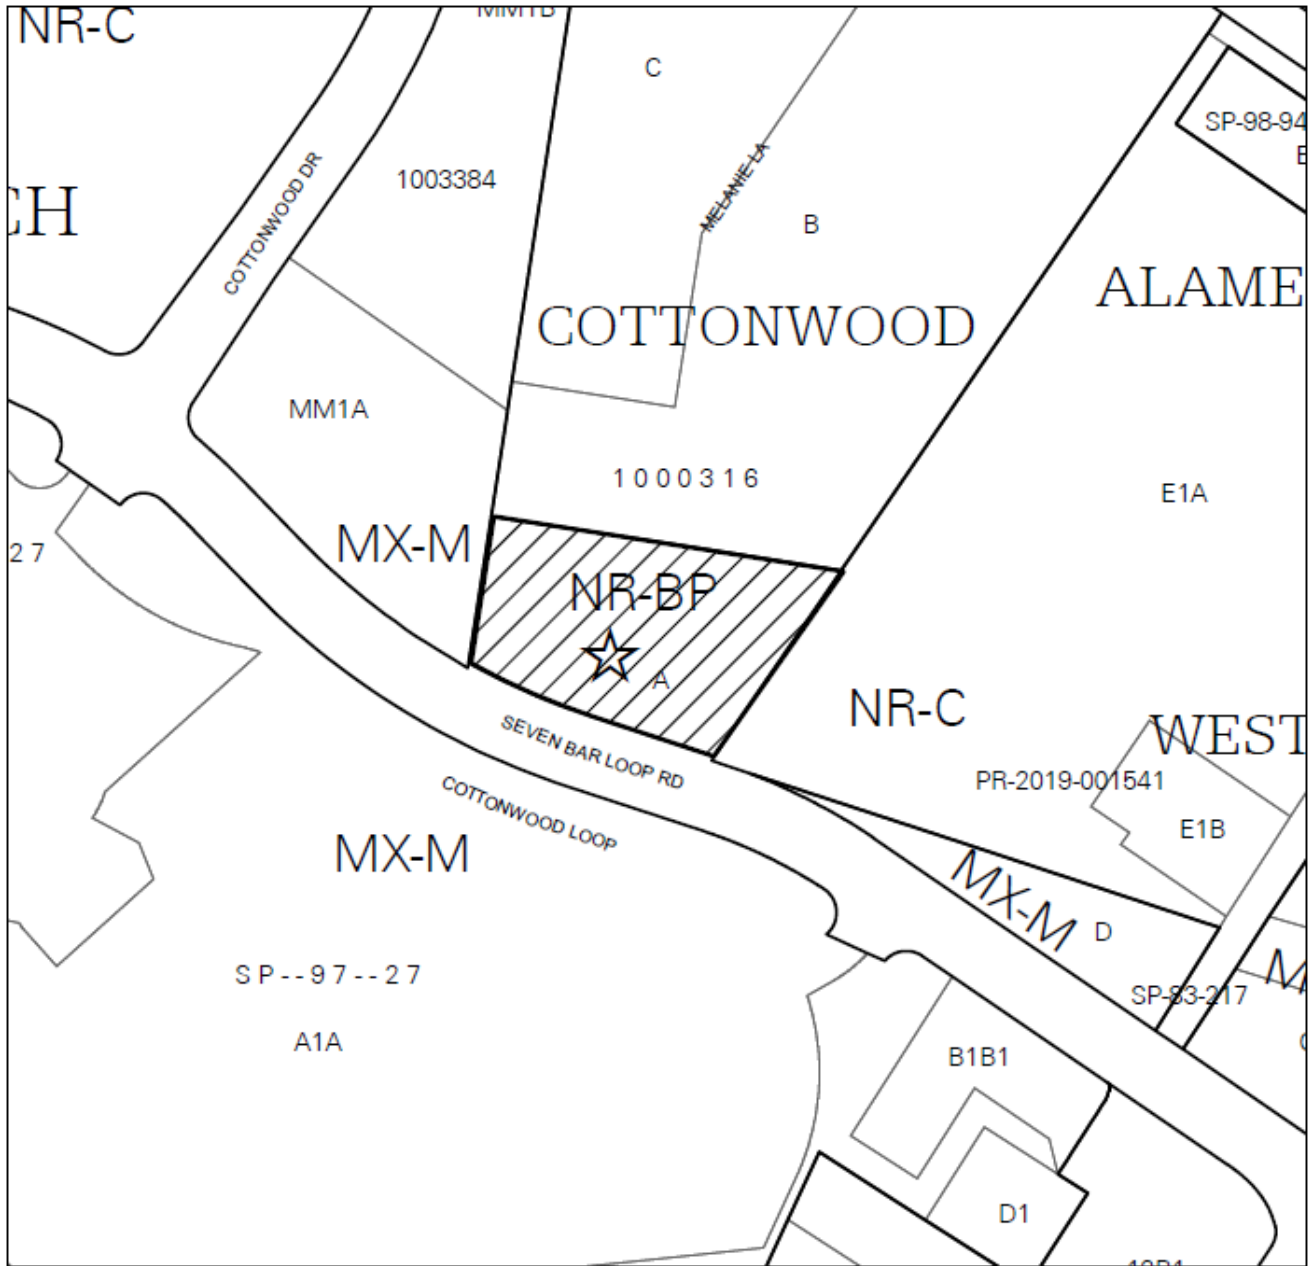 NR-C
MM1B
C
SP-98-94
1003384
COTTONWOOD DR
MELANIE LA
CH
B
ALAME
COTTONWOOD
MM1A
1000316
E1A
MX-M
27
NR-BP
A
NR-C
SEVEN BAR LOOP RD
WEST
PR-2019-001541
COTTONWOOD LOOP
E1B
MX-M
MX-M
D
SP--97--27
SP-83-217
M
A1A
B1B1
D1